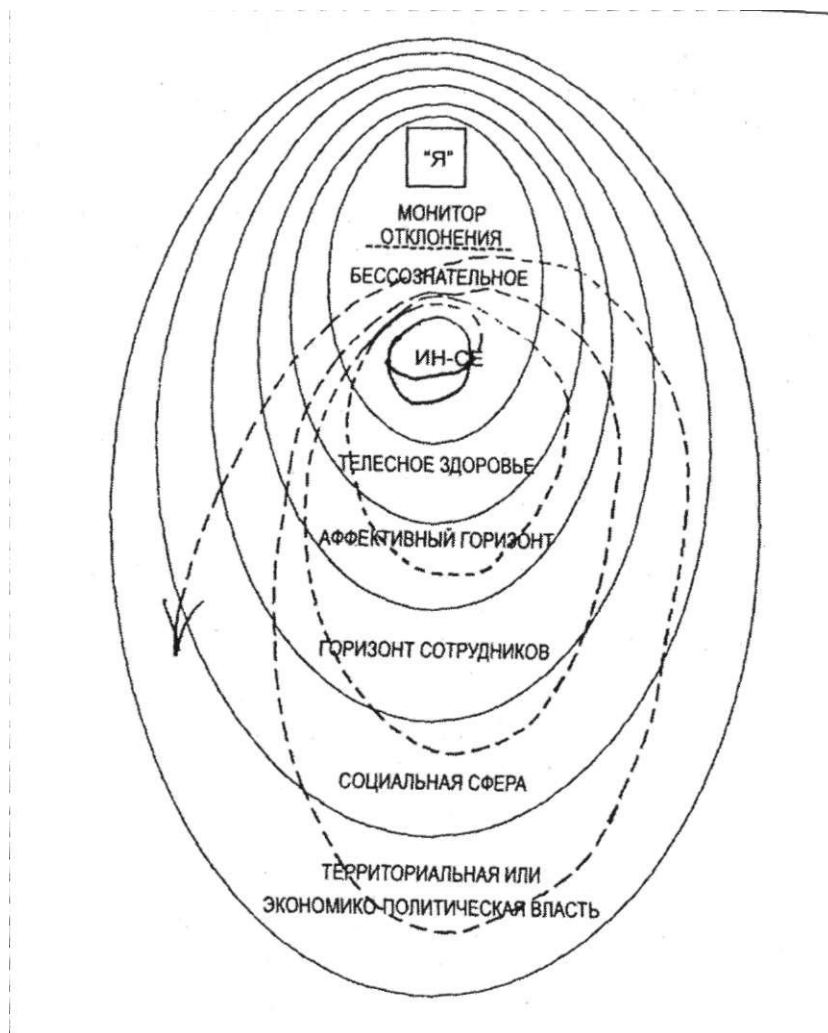 "Я"
МОНИТОР
ОТКЛОНЕНИЯ
БЕССОЗНАТЕЛЬНОЕ
ИН-СЕ
ТЕЛЕСНОЕ ЗДОРОВЬЕ
АФФЕКТИВНЫЙ ГОРИЗОНТ
ГОРИЗОНТ СОТРУДНИКОВ
СОЦИАЛЬНАЯ СФЕРА
ТЕРРИТОРИАЛЬНАЯ ИЛИ
ЭКОНОМИКО-ПОЛИТИЧЕСКАЯ ВЛАСТЬ